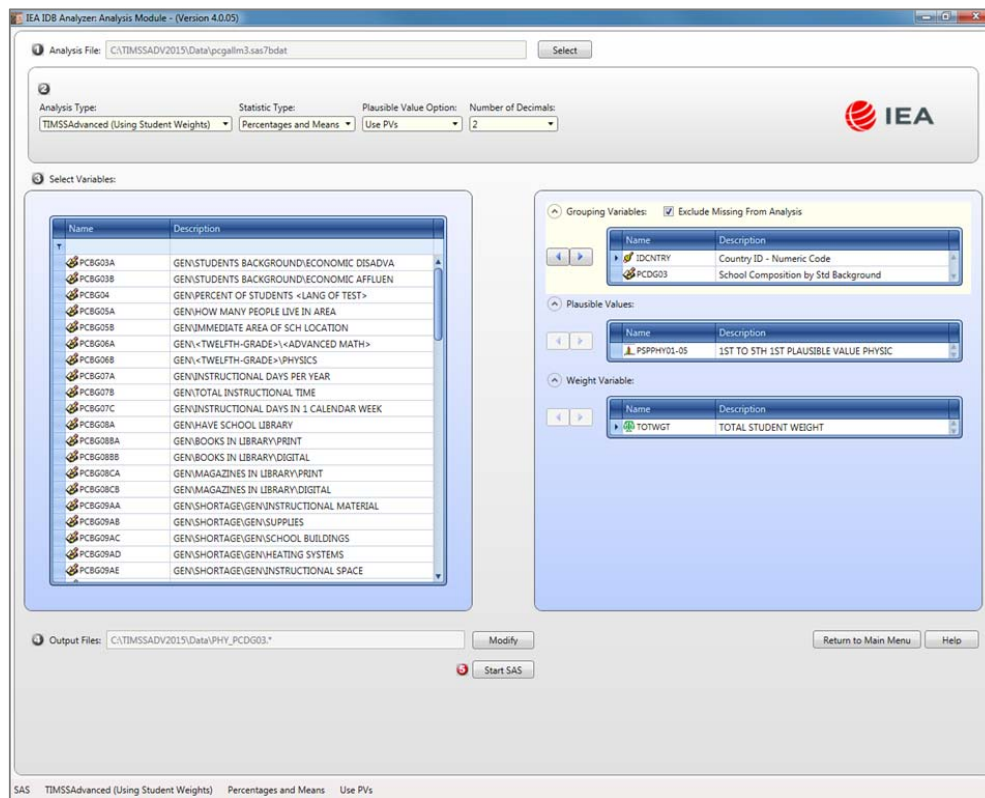 IEA IDB Analyzer: Analysis Module - (Version 4.0.05)
1 Analysis File: C:\TIMSSADV2015\Data\pcgallm3.sas7bdat Select
2
Analysis Type: Statistic Type: Plausible Value Option: Number of Decimals:
TIMSSAdvanced (Using Student Weights) Percentages and Means Use PVs 2
IEA
3 Select Variables:
Name Description
PCBG03A GEN\STUDENTS BACKGROUND\ECONOMIC DISADVA
PCBG03B GEN\STUDENTS BACKGROUND\ECONOMIC AFFLUEN
PCBG04 GEN\PERCENT OF STUDENTS <LANG OF TEST>
PCBG05A GEN\HOW MANY PEOPLE LIVE IN AREA
PCBG05B GEN\IMMEDIATE AREA OF SCH LOCATION
PCBG06A GEN\<TWELFTH-GRADE>\<ADVANCED MATH>
PCBG06B GEN\<TWELFTH-GRADE>\PHYSICS
PCBG07A GEN\INSTRUCTIONAL DAYS PER YEAR
PCBG07B GEN\TOTAL INSTRUCTIONAL TIME
PCBG07C GEN\INSTRUCTIONAL DAYS IN 1 CALENDAR WEEK
PCBG08A GEN\HAVE SCHOOL LIBRARY
PCBG08BA GEN\BOOKS IN LIBRARY\PRINT
PCBG08BB GEN\BOOKS IN LIBRARY\DIGITAL
PCBG08CA GEN\MAGAZINES IN LIBRARY\PRINT
PCBG08CB GEN\MAGAZINES IN LIBRARY\DIGITAL
PCBG09AA GEN\SHORTAGE\GEN\INSTRUCTIONAL MATERIAL
PCBG09AB GEN\SHORTAGE\GEN\SUPPLIES
PCBG09AC GEN\SHORTAGE\GEN\SCHOOL BUILDINGS
PCBG09AD GEN\SHORTAGE\GEN\HEATING SYSTEMS
PCBG09AE GEN\SHORTAGE\GEN\INSTRUCTIONAL SPACE
Grouping Variables: Exclude Missing From Analysis
Name Description
IDCNTRY Country ID - Numeric Code
PCDG03 School Composition by Std Background
Plausible Values:
Name Description
PSPPHY01-05 1ST TO 5TH 1ST PLAUSIBLE VALUE PHYSIC
Weight Variable:
Name Description
TOTWGT TOTAL STUDENT WEIGHT
4 Output Files: C:\TIMSSADV2015\Data\PHY_PCDG03.* Modify Return to Main Menu Help
5 Start SAS
SAS TIMSSAdvanced (Using Student Weights) Percentages and Means Use PVs